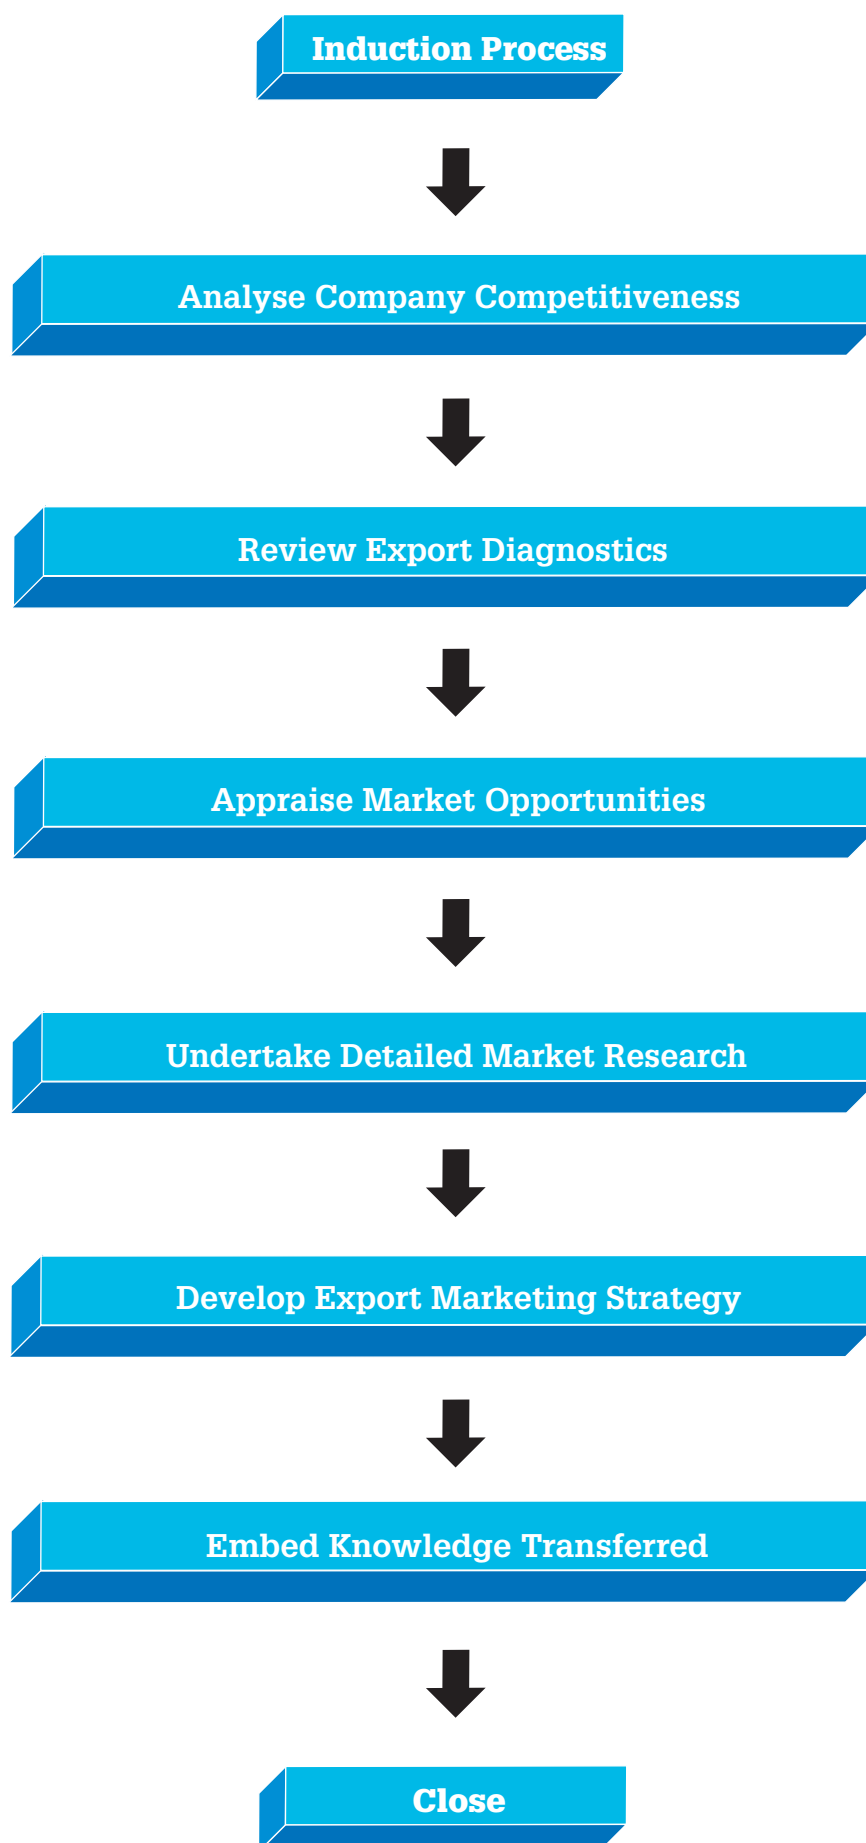 Induction Process
Analyse Company Competitiveness
Review Export Diagnostics
Appraise Market Opportunities
Undertake Detailed Market Research
Develop Export Marketing Strategy
Embed Knowledge Transferred
Close